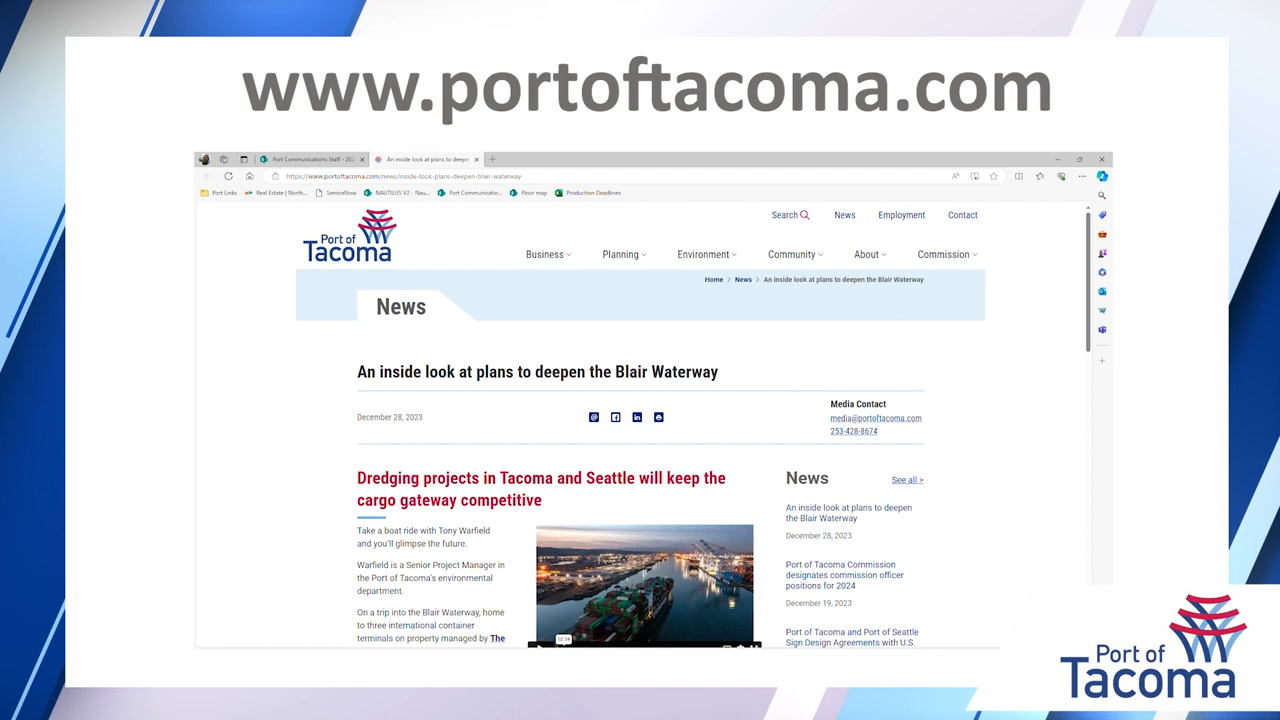 www.portoftacoma.com
Port Communications Staff - 202
An inside look at plans to deepe
https://www.portoftacoma.com/news/inside-look-plans-deepen-blair-waterway
Port Links
Real Estate | North...
ServiceNow
NAUTILUS V2 - Nau...
Port Communicatio...
Floor map
Production Deadlines
Port of
Tacoma
Search
News
Employment
Contact
Business
Planning
Environment
Community
About
Commission
Home > News > An inside look at plans to deepen the Blair Waterway
News
An inside look at plans to deepen the Blair Waterway
December 28, 2023
Media Contact
media@portoftacoma.com
253-428-8674
Dredging projects in Tacoma and Seattle will keep the
cargo gateway competitive
Take a boat ride with Tony Warfield
and you'll glimpse the future.
Warfield is a Senior Project Manager in
the Port of Tacoma's environmental
department.
On a trip into the Blair Waterway, home
to three international container
terminals on property managed by The
News
See all >
An inside look at plans to deepen
the Blair Waterway
December 28, 2023
Port of Tacoma Commission
designates commission officer
positions for 2024
December 19, 2023
Port of Tacoma and Port of Seattle
Sign Design Agreements with U.S.
Port of
Tacoma